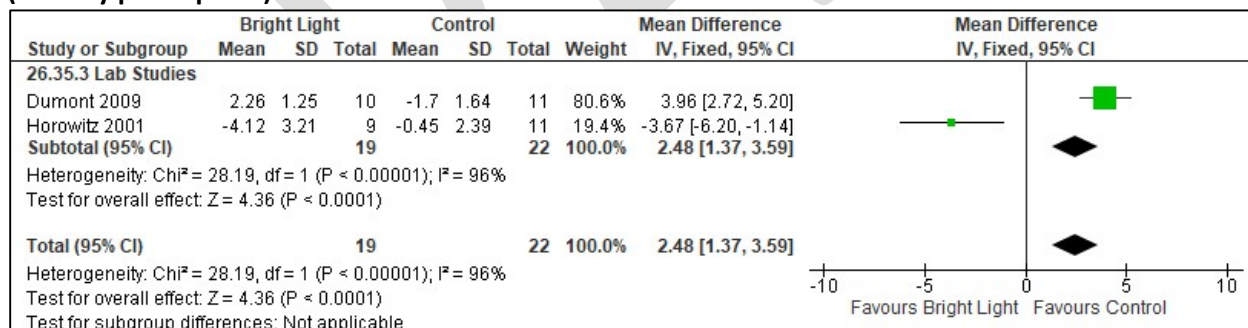 Bright Light Control Mean Difference Mean Difference
Study or Subgroup Mean SD Total Mean SD Total Weight IV, Fixed, 95% CI IV, Fixed, 95% CI
26.35.3 Lab Studies
Dumont 2009 2.26 1.25 10 -1.7 1.64 11 80.6% 3.96 [2.72, 5.20]
Horowitz 2001 -4.12 3.21 9 -0.45 2.39 11 19.4% -3.67 [-6.20, -1.14]
Subtotal (95% CI) 19 22 100.0% 2.48 [1.37, 3.59]
Heterogeneity: Chi² = 28.19, df = 1 (P < 0.00001); I² = 96%
Test for overall effect: Z = 4.36 (P < 0.0001)
Total (95% CI) 19 22 100.0% 2.48 [1.37, 3.59]
Heterogeneity: Chi² = 28.19, df = 1 (P < 0.00001); I² = 96%
Test for overall effect: Z = 4.36 (P < 0.0001)
Test for subgroup differences: Not applicable
-10 -5 0 5 10
Favours Bright Light Favours Control